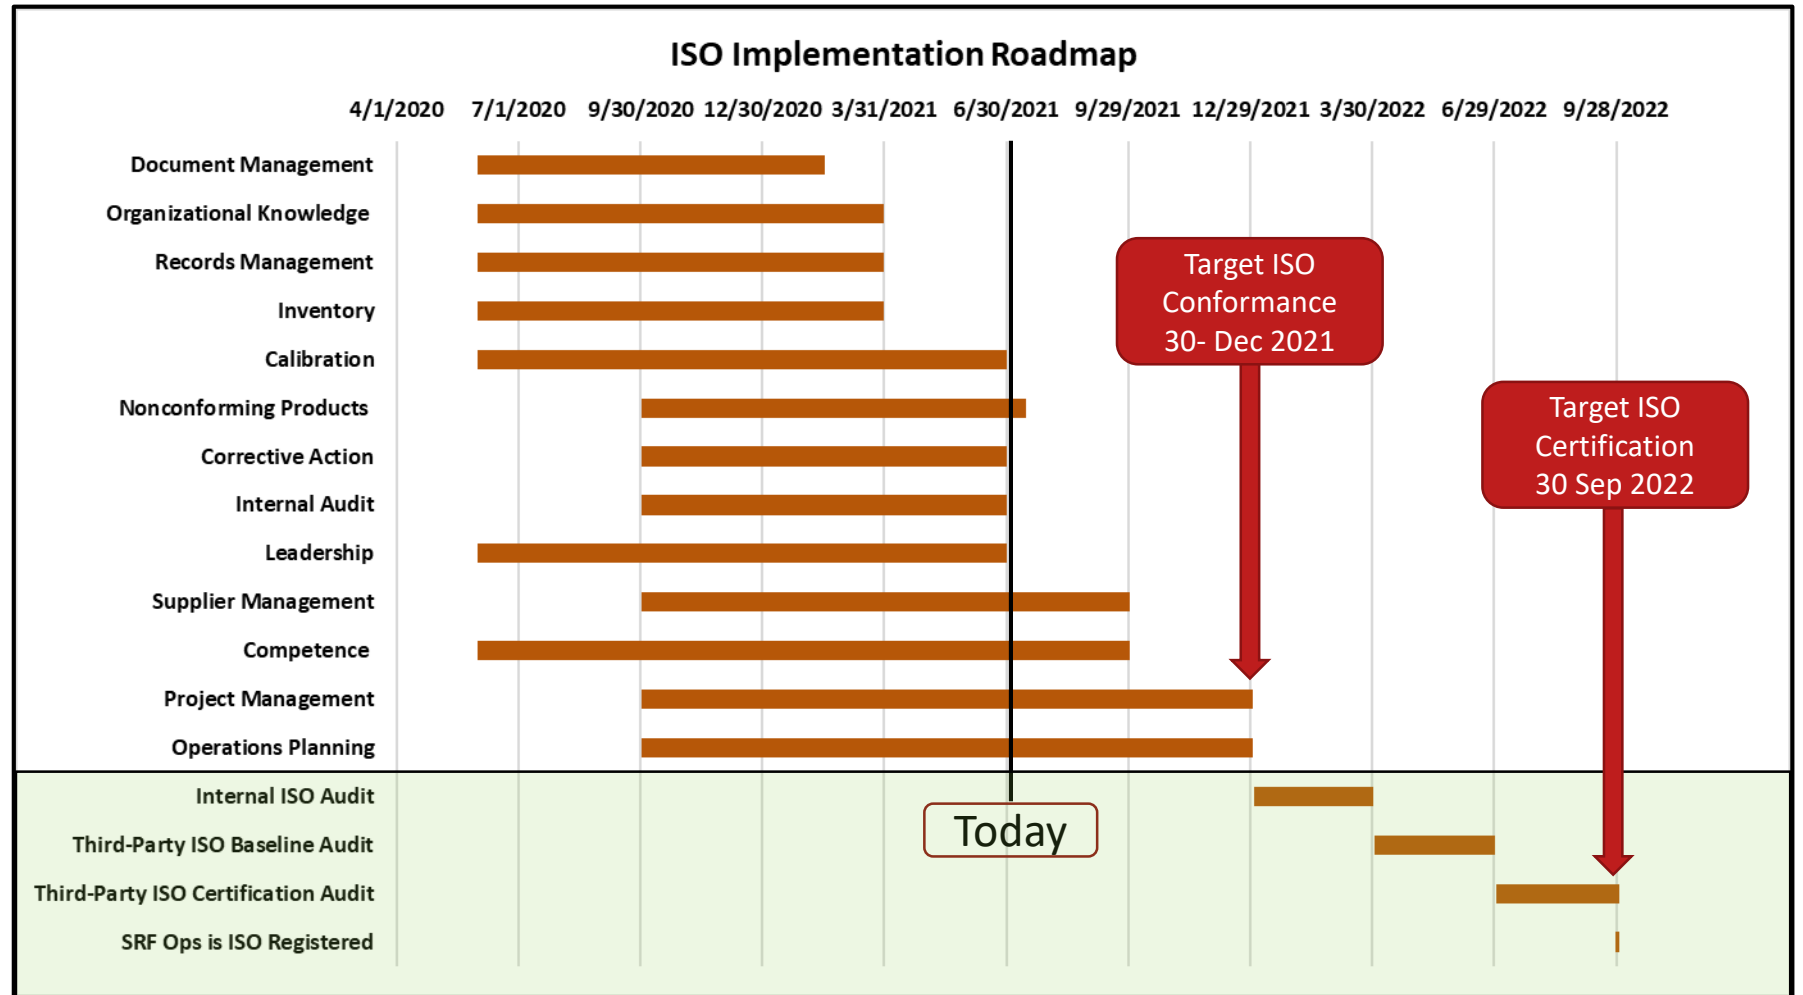 ISO Implementation Roadmap
4/1/2020 7/1/2020 9/30/2020 12/30/2020 3/31/2021 6/30/2021 9/29/2021 12/29/2021 3/30/2022 6/29/2022 9/28/2022
Document Management
Organizational Knowledge
Records Management
Inventory
Calibration
Nonconforming Products
Corrective Action
Internal Audit
Leadership
Supplier Management
Competence
Project Management
Operations Planning
Internal ISO Audit
Third-Party ISO Baseline Audit
Third-Party ISO Certification Audit
SRF Ops is ISO Registered
Target ISO
Conformance
30- Dec 2021
Target ISO
Certification
30 Sep 2022
Today